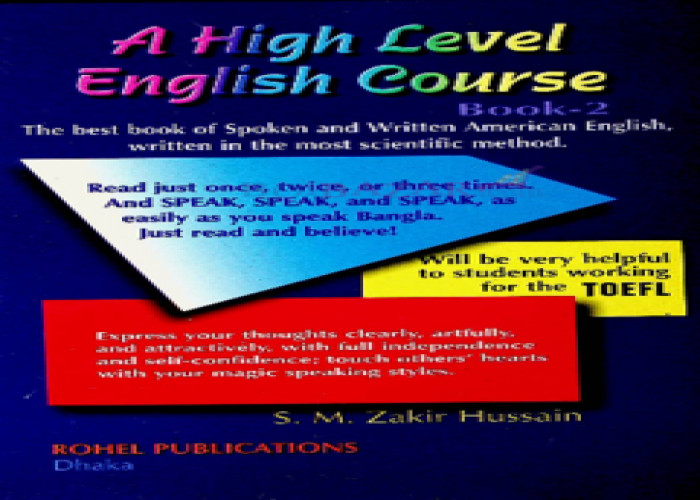 A High Level
English Course
Book-2
The best book of Spoken and Written American English,
written in the most scientific method.
Read just once, twice, or three times.
And SPEAK, SPEAK, and SPEAK, as
easily as you speak Bangla.
Just read and believe!
Will be very helpful
to students working
for the TOEFL
Express your thoughts clearly, artfully,
and attractively, with full independence
and self-confidence; touch others' hearts
with your magic speaking styles.
S. M. Zakir Hussain
ROHEL PUBLICATIONS
Dhaka